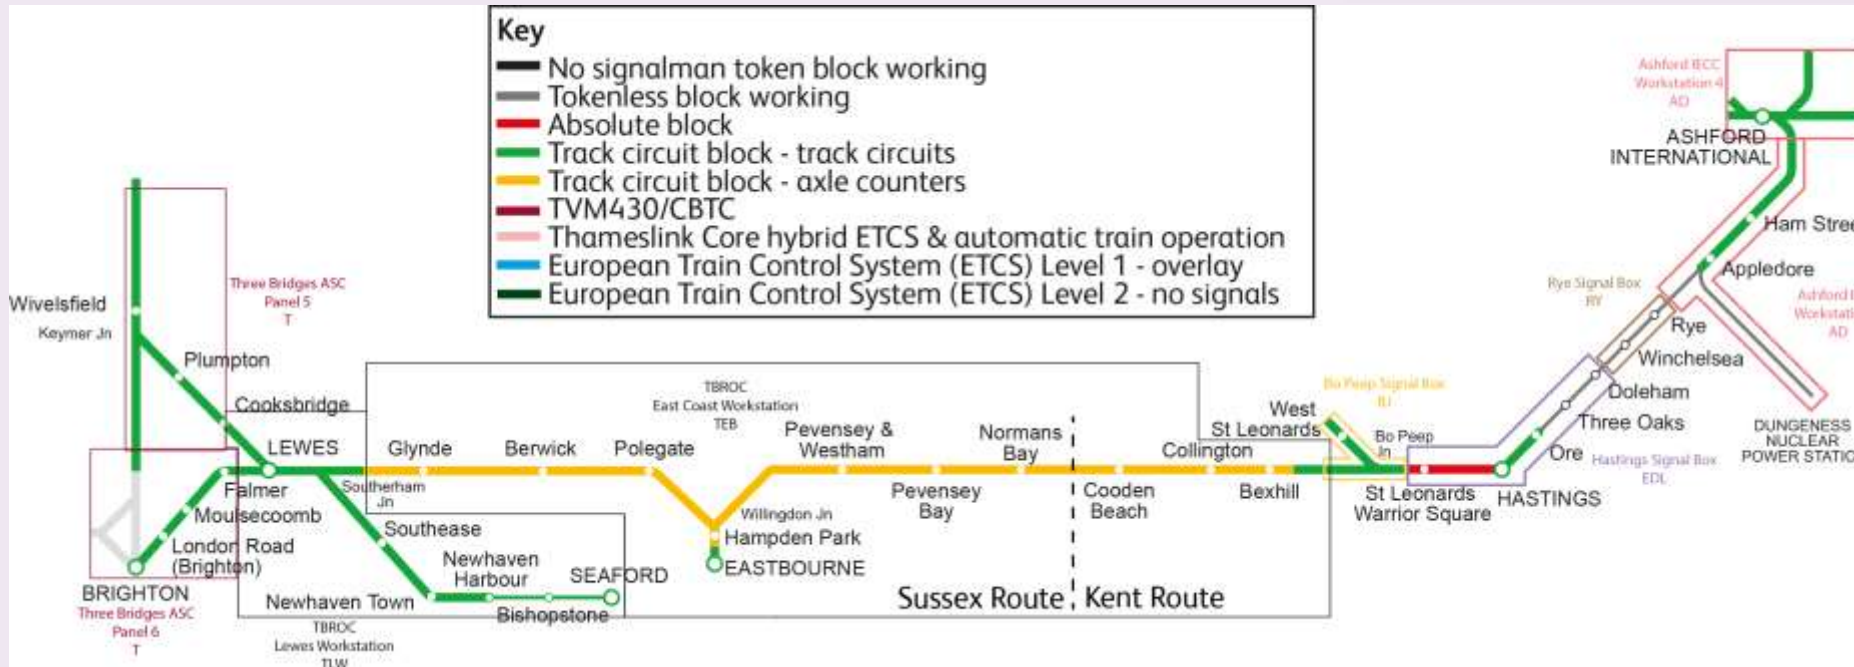 Key
No signalman token block working
Tokenless block working
Absolute block
Track circuit block - track circuits
Track circuit block - axle counters
TVM430/CBTC
Thameslink Core hybrid ETCS & automatic train operation
European Train Control System (ETCS) Level 1 - overlay
European Train Control System (ETCS) Level 2 - no signals
Ashford IECC
Workstation 4
AD
ASHFORD
INTERNATIONAL
Ham Stree
Appledore
Ashford I
Workstati
AD
Rye Signal Box
RY
Rye
Winchelsea
Doleham
Three Oaks
Ore
DUNGENESS
NUCLEAR
POWER STATIO
Hastings Signal Box
EDL
HASTINGS
Wivelsfield
Keymer Jn
Three Bridges ASC
Panel 5
T
Plumpton
Cooksbridge
LEWES
Falmer
Moulsecoomb
London Road
(Brighton)
BRIGHTON
Three Bridges ASC
Panel 6
T
Southerham
Jn
Southease
Newhaven
Harbour
SEAFORD
Newhaven Town
Bishopstone
TBROC
Lewes Workstation
TLW
Glynde
Berwick
Polegate
TBROC
East Coast Workstation
TEB
Willingdon Jn
Hampden Park
EASTBOURNE
Pevensey &
Westham
Pevensey
Bay
Normans
Bay
Cooden
Beach
Collington
Bexhill
Sussex Route
Kent Route
West
St Leonards
Bo Peep Signal Box
Bo Peep
Jn
St Leonards
Warrior Square